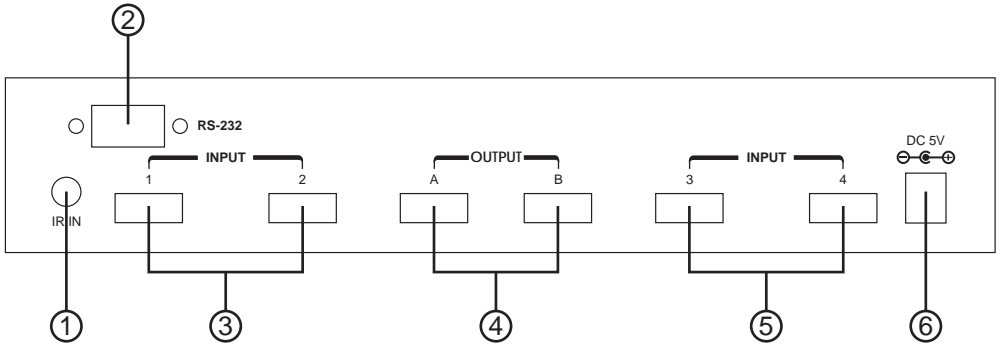 ②
RS-232
INPUT OUTPUT INPUT DC 5V
1 2 A B 3 4
IR IN
① ③ ④ ⑤ ⑥